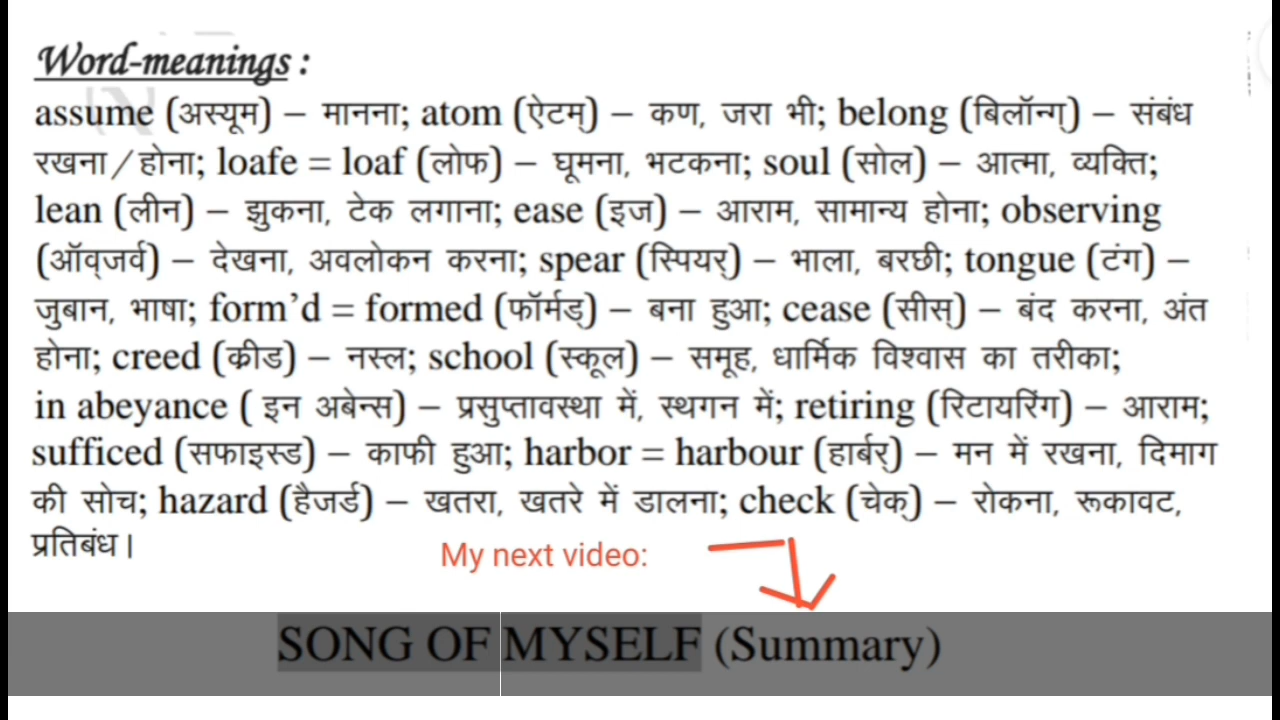 Word-meanings :
assume (अस्यूम) – मानना; atom (ऐटम्) – कण, जरा भी; belong (बिलॉन्ग्) – संबंध
रखना/होना; loafe = loaf (लोफ) – घूमना, भटकना; soul (सोल) – आत्मा, व्यक्ति;
lean (लीन) – झुकना, टेक लगाना; ease (इज) – आराम, सामान्य होना; observing
(ऑव्जर्व) – देखना, अवलोकन करना; spear (स्पियर्) – भाला, बरछी; tongue (टंग) –
जुबान, भाषा; form'd = formed (फॉर्मड्) – बना हुआ; cease (सीस्) – बंद करना, अंत
होना; creed (क्रीड) – नस्ल; school (स्कूल) – समूह, धार्मिक विश्वास का तरीका;
in abeyance ( इन अबेन्स) – प्रसुप्तावस्था में, स्थगन में; retiring (रिटायरिंग) – आराम;
sufficed (सफाइस्ड) – काफी हुआ; harbor = harbour (हार्बर्) – मन में रखना, दिमाग
की सोच; hazard (हैजर्ड) – खतरा, खतरे में डालना; check (चेक्) – रोकना, रूकावट,
प्रतिबंध।
My next video:
SONG OF MYSELF (Summary)